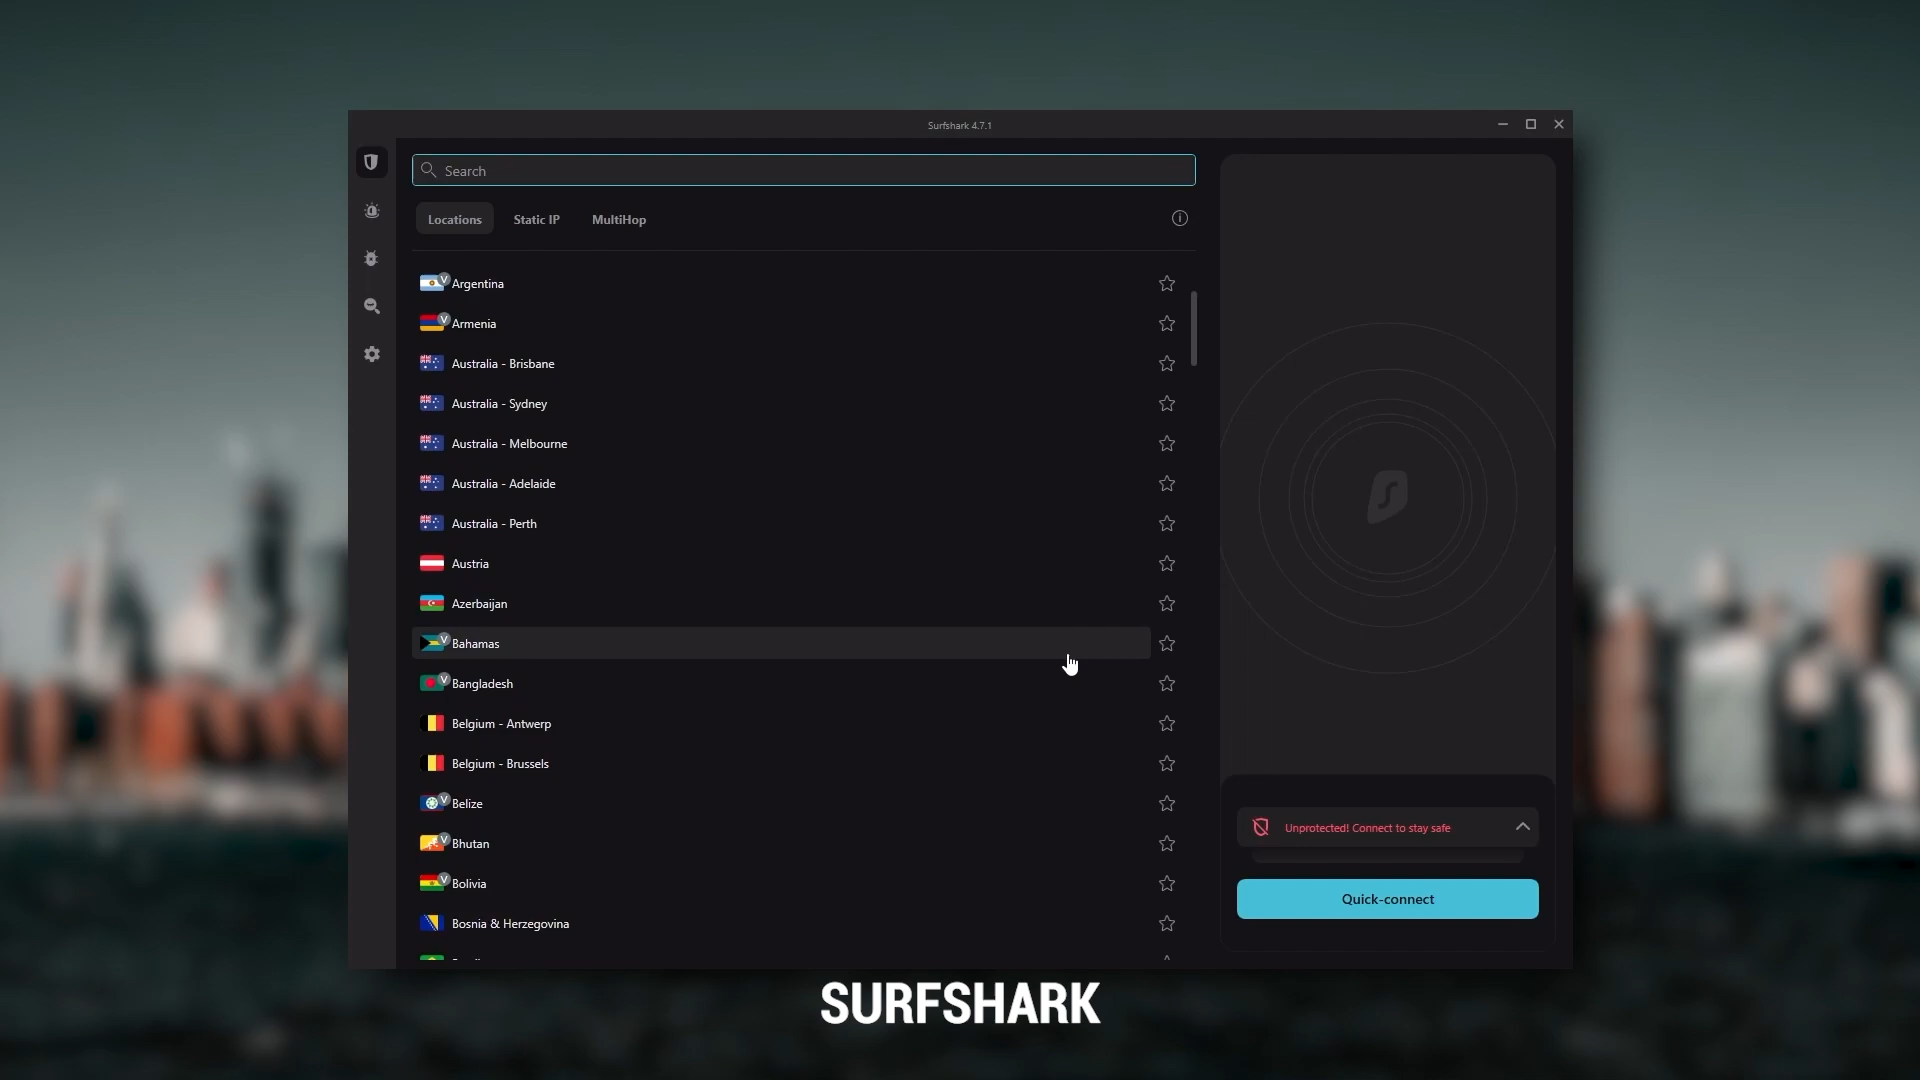 Surfshark 4.7.1
Search
Locations Static IP MultiHop
V Argentina
V Armenia
Australia - Brisbane
Australia - Sydney
Australia - Melbourne
Australia - Adelaide
Australia - Perth
Austria
Azerbaijan
V Bahamas
V Bangladesh
Belgium - Antwerp
Belgium - Brussels
V Belize
V Bhutan
V Bolivia
Bosnia & Herzegovina
Unprotected! Connect to stay safe
Quick-connect
SURFSHARK